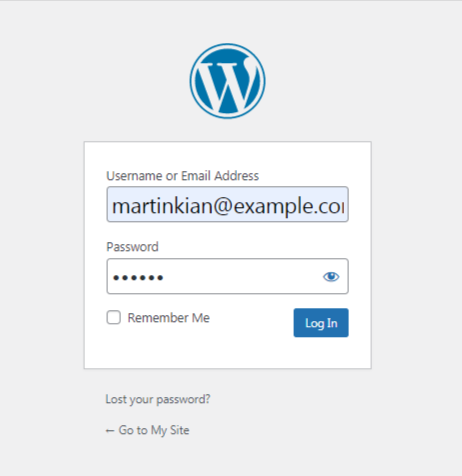 Username or Email Address
martinkian@example.co
Password
••••••
Remember Me
Log In
Lost your password?
← Go to My Site